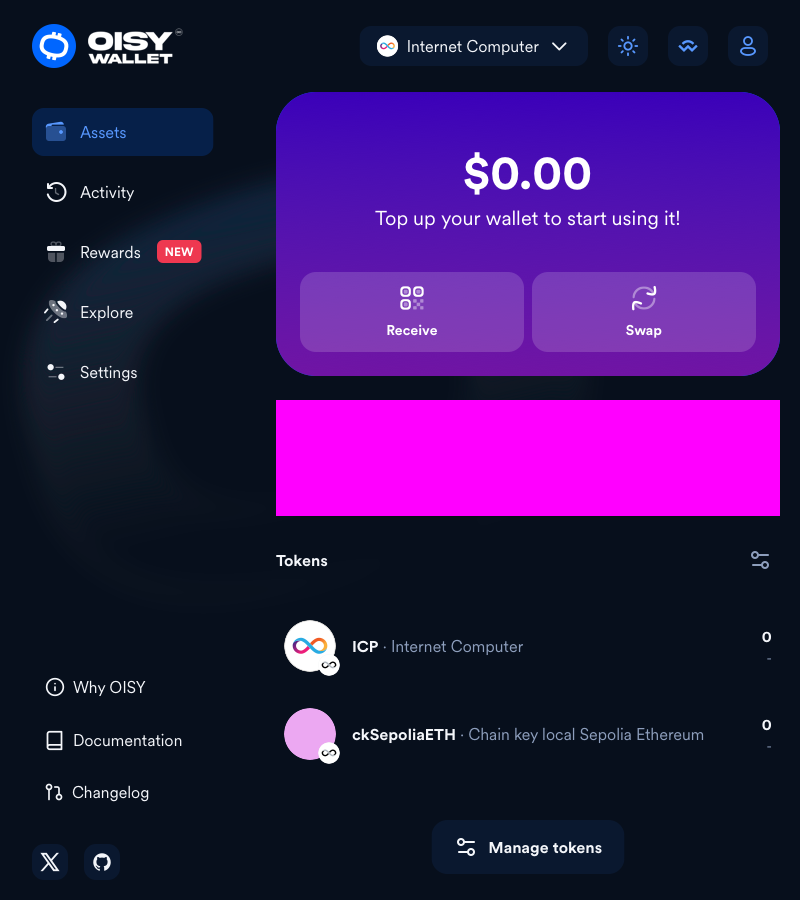 OISY
WALLET
Internet Computer
Assets
Activity
Rewards NEW
Explore
Settings
$0.00
Top up your wallet to start using it!
Receive
Swap
Tokens
ICP · Internet Computer
0
-
ckSepoliaETH · Chain key local Sepolia Ethereum
0
-
Manage tokens
Why OISY
Documentation
Changelog